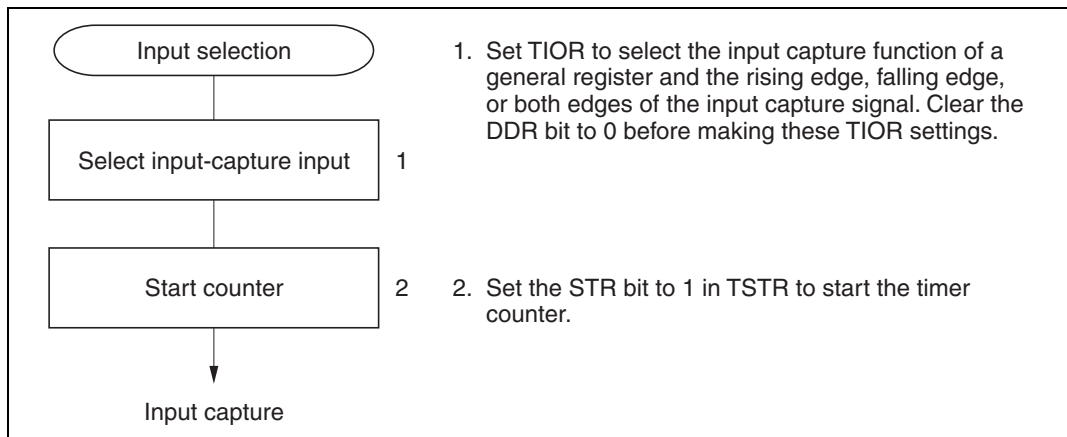 Input selection
1. Set TIOR to select the input capture function of a
general register and the rising edge, falling edge,
or both edges of the input capture signal. Clear the
DDR bit to 0 before making these TIOR settings.
Select input-capture input 1
Start counter 2
2. Set the STR bit to 1 in TSTR to start the timer
counter.
Input capture